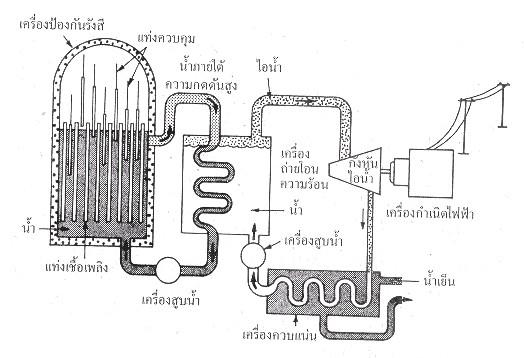 เครื่องป้องกันรังสี
แท่งควบคุม
น้ำภายใต้
ความกดดันสูง
ไอน้ำ
เครื่อง
ถ่ายโอน
ความร้อน
กังหัน
ไอน้ำ
เครื่องกำเนิดไฟฟ้า
น้ำ
น้ำ
แท่งเชื้อเพลิง
เครื่องสูบน้ำ
เครื่องสูบน้ำ
น้ำเย็น
เครื่องควบแน่น